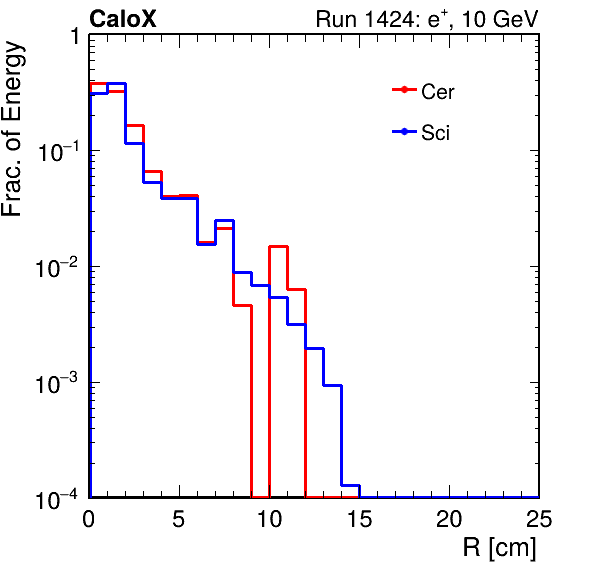 CaloX Run 1424: e⁺, 10 GeV
Frac. of Energy
1
10⁻¹
10⁻²
10⁻³
10⁻⁴
Cer
Sci
0 5 10 15 20 25
R [cm]